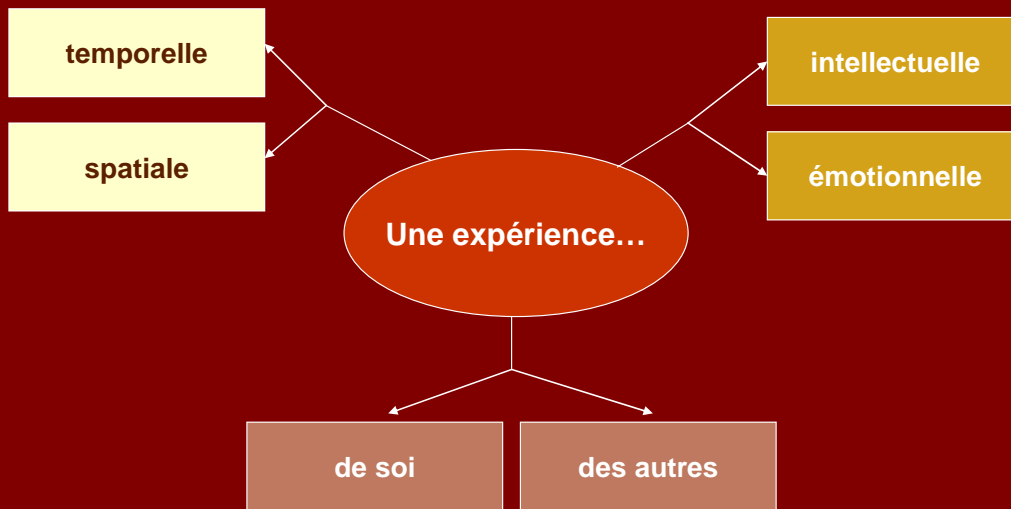 temporelle
spatiale
intellectuelle
émotionnelle
Une expérience…
de soi
des autres